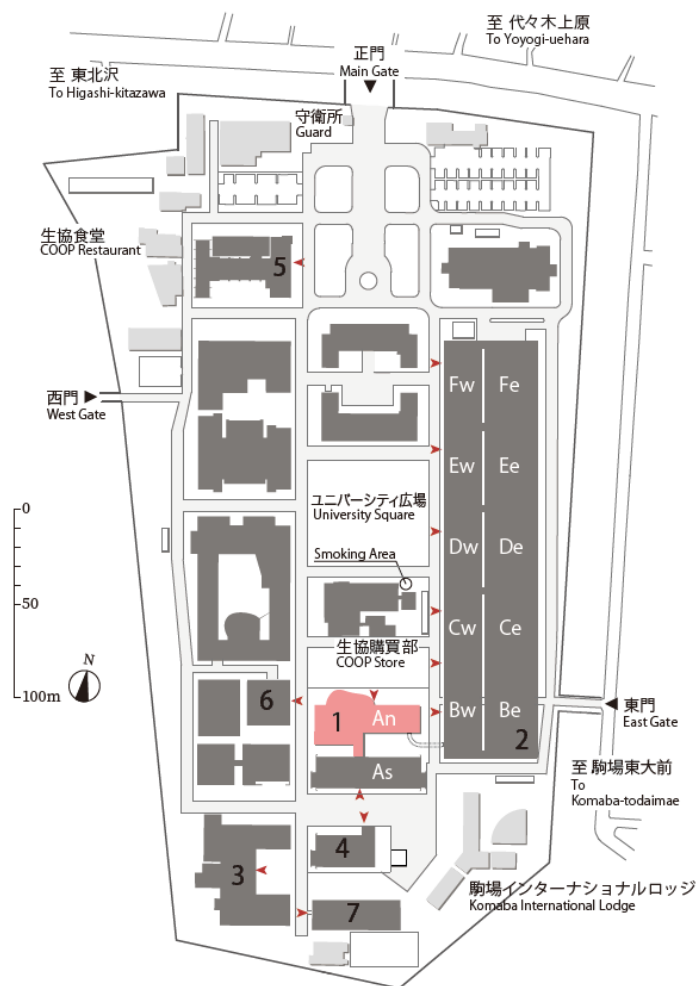 至 代々木上原
To Yoyogi-uehara
正門
Main Gate
至 東北沢
To Higashi-kitazawa
守衛所
Guard
生協食堂
COOP Restaurant
5
西門
West Gate
Fw
Fe
Ew
Ee
ユニバーシティ広場
University Square
0
Dw
De
Smoking Area
50
Cw
Ce
生協購買部
COOP Store
N
100m
6
1
An
Bw
Be
東門
East Gate
2
As
至 駒場東大前
To
Komaba-todaimae
4
3
駒場インターナショナルロッジ
Komaba International Lodge
7